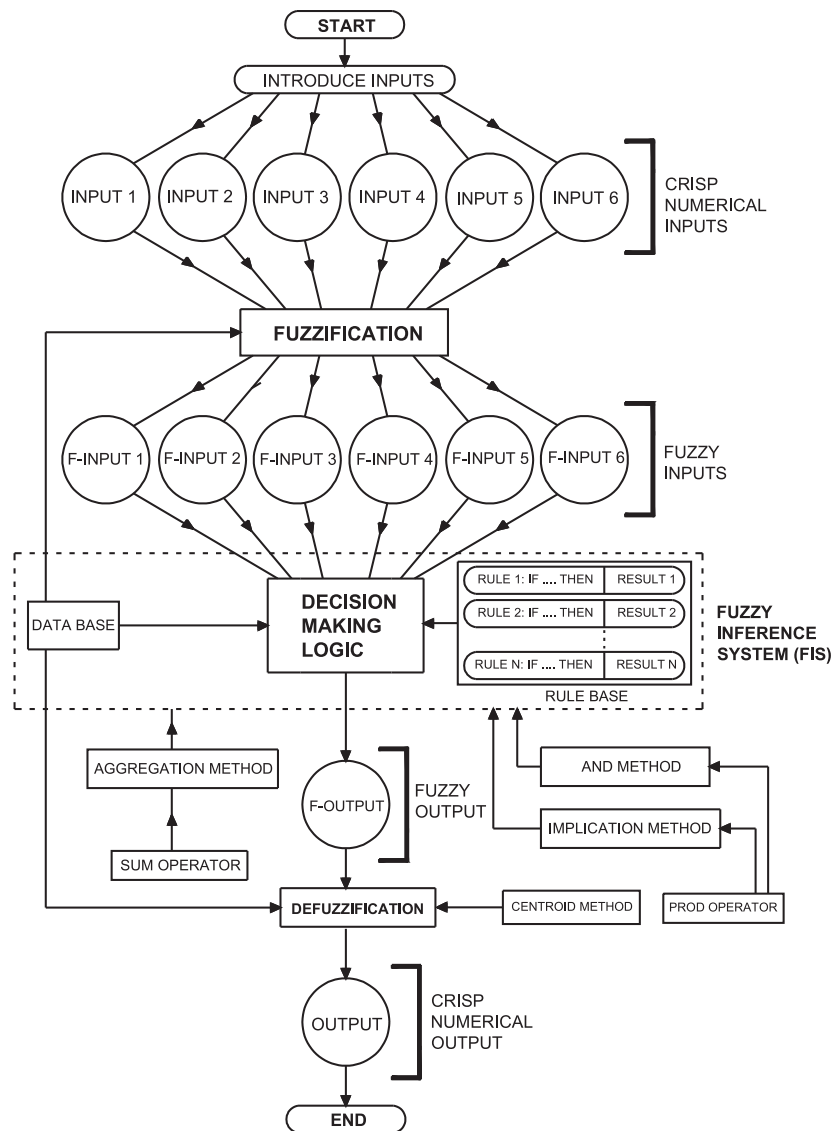 START
INTRODUCE INPUTS
INPUT 1
INPUT 2
INPUT 3
INPUT 4
INPUT 5
INPUT 6
CRISP
NUMERICAL
INPUTS
FUZZIFICATION
F-INPUT 1
F-INPUT 2
F-INPUT 3
F-INPUT 4
F-INPUT 5
F-INPUT 6
FUZZY
INPUTS
DATA BASE
DECISION
MAKING
LOGIC
RULE 1: IF .... THEN
RESULT 1
RULE 2: IF .... THEN
RESULT 2
RULE N: IF .... THEN
RESULT N
RULE BASE
FUZZY
INFERENCE
SYSTEM (FIS)
AGGREGATION METHOD
SUM OPERATOR
F-OUTPUT
FUZZY
OUTPUT
AND METHOD
IMPLICATION METHOD
DEFUZZIFICATION
CENTROID METHOD
PROD OPERATOR
OUTPUT
CRISP
NUMERICAL
OUTPUT
END